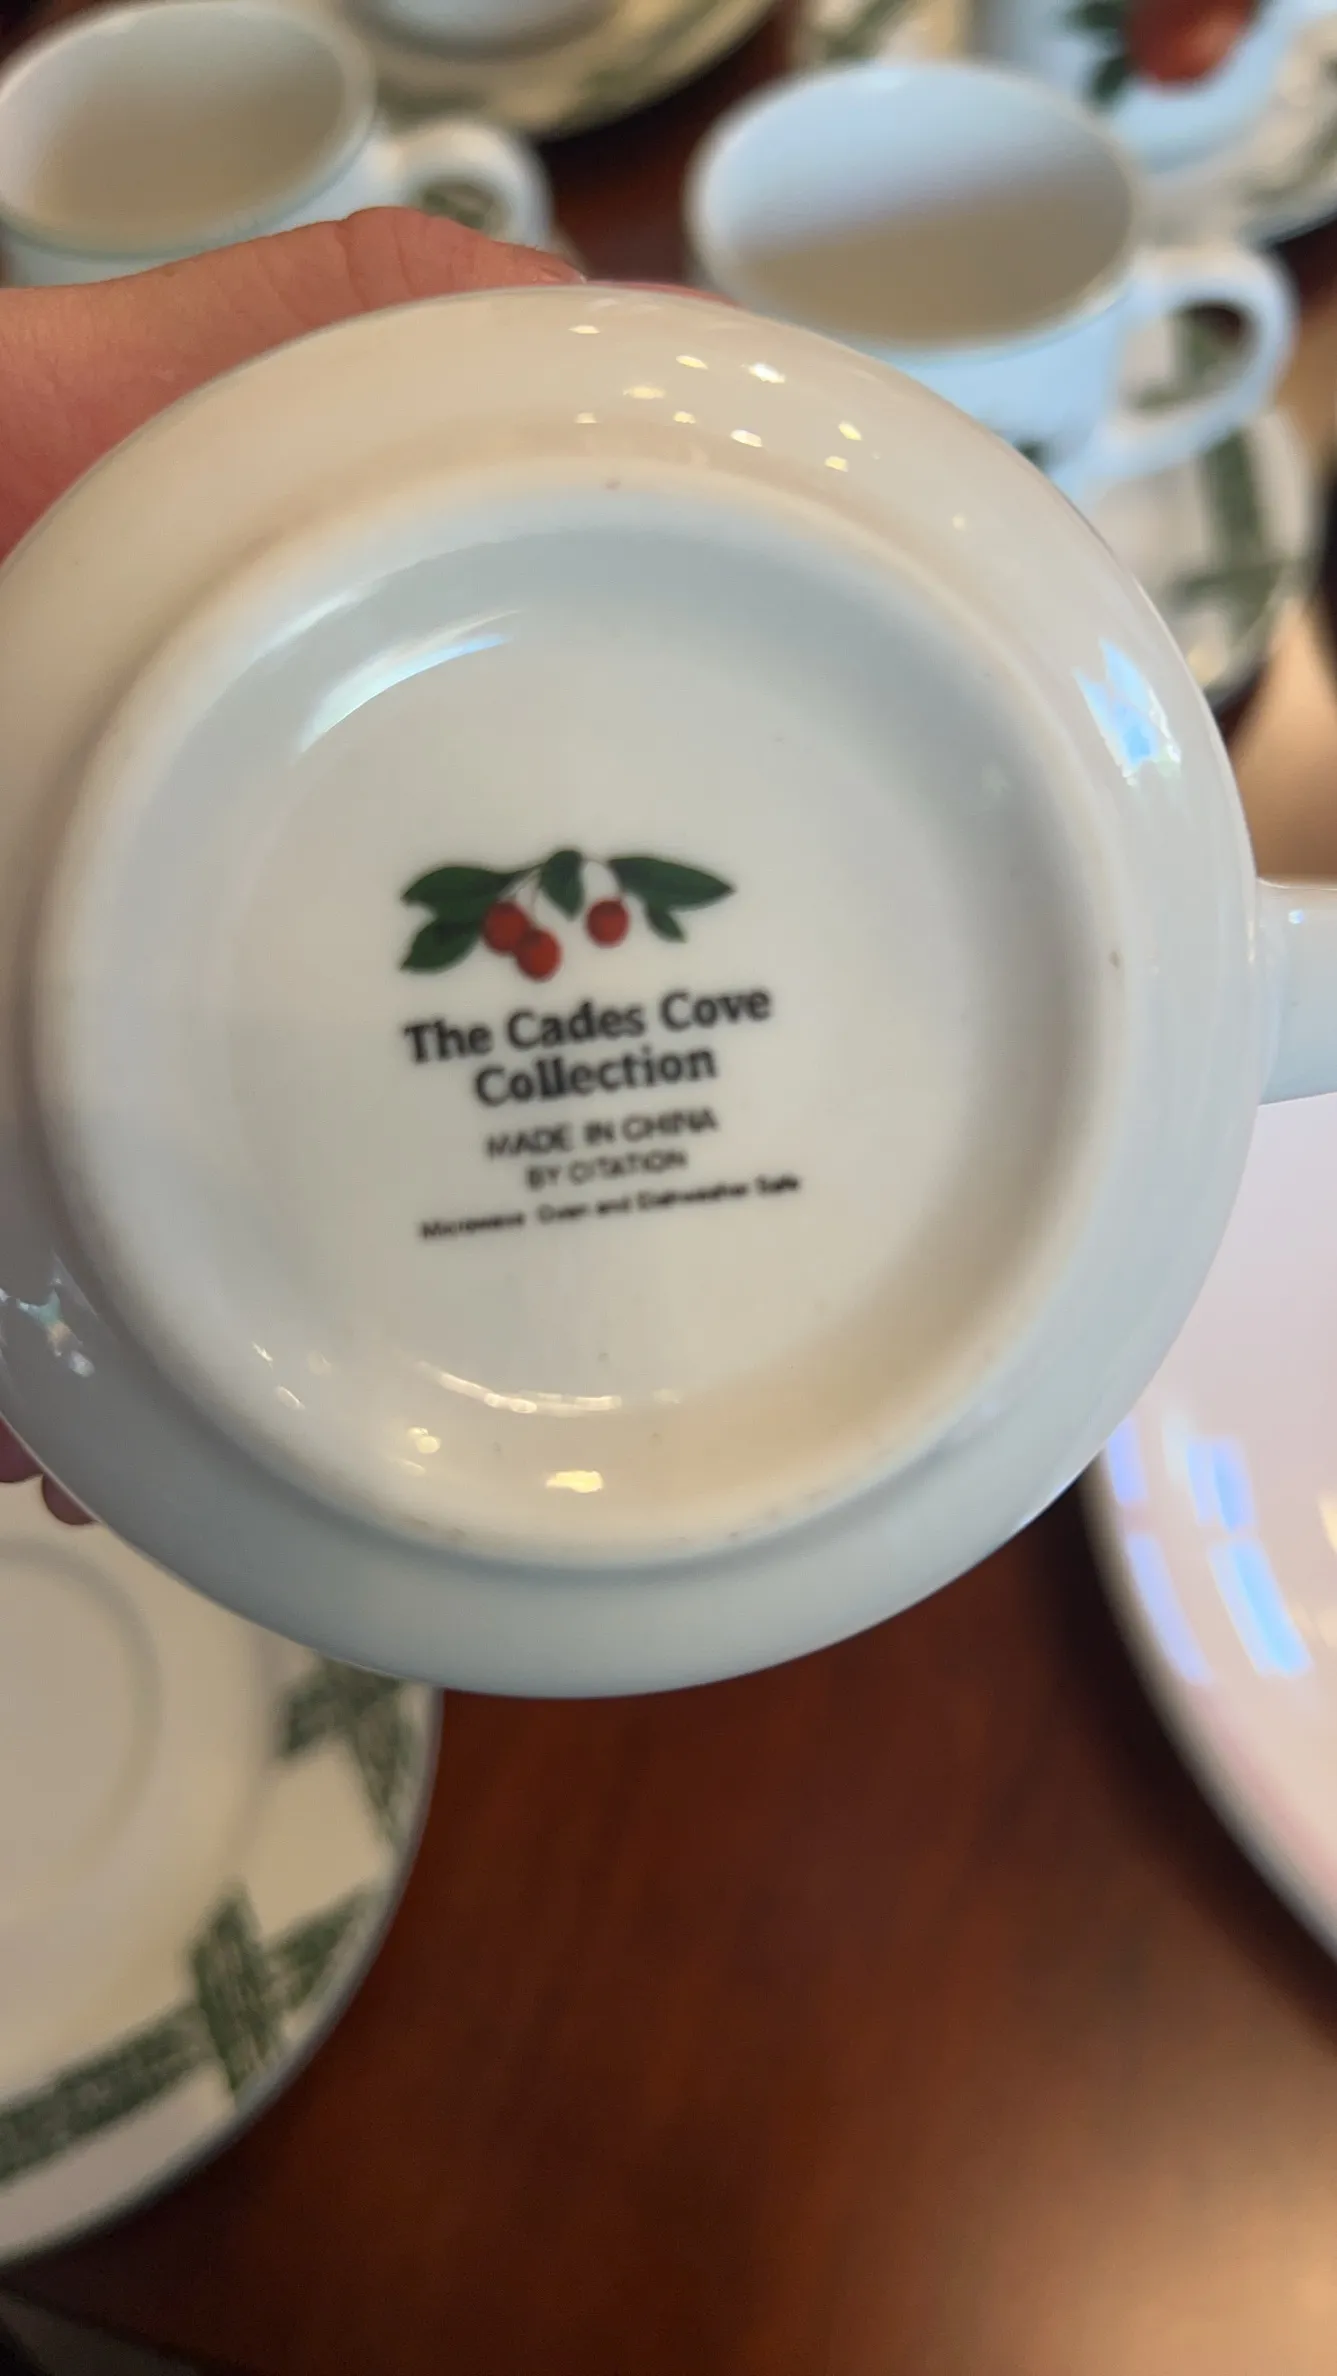 The Cades Cove
Collection
MADE IN CHINA
BY CITATION
Microwave Oven and Dishwasher Safe